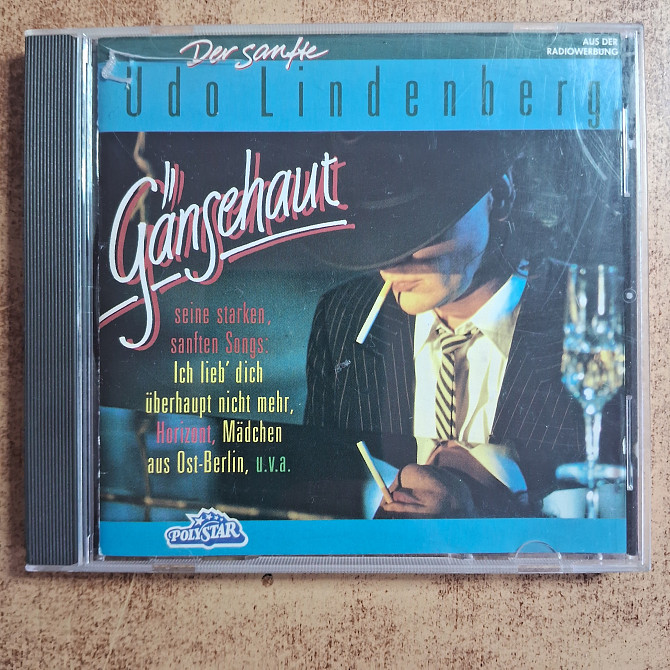 Der sanfte
AUS DER
RADIOWERBUNG
Udo Lindenberg
Gänsehaut
seine starken,
sanften Songs:
Ich lieb' dich
überhaupt nicht mehr,
Horizont, Mädchen
aus Ost-Berlin, u.v.a.
POLYSTAR